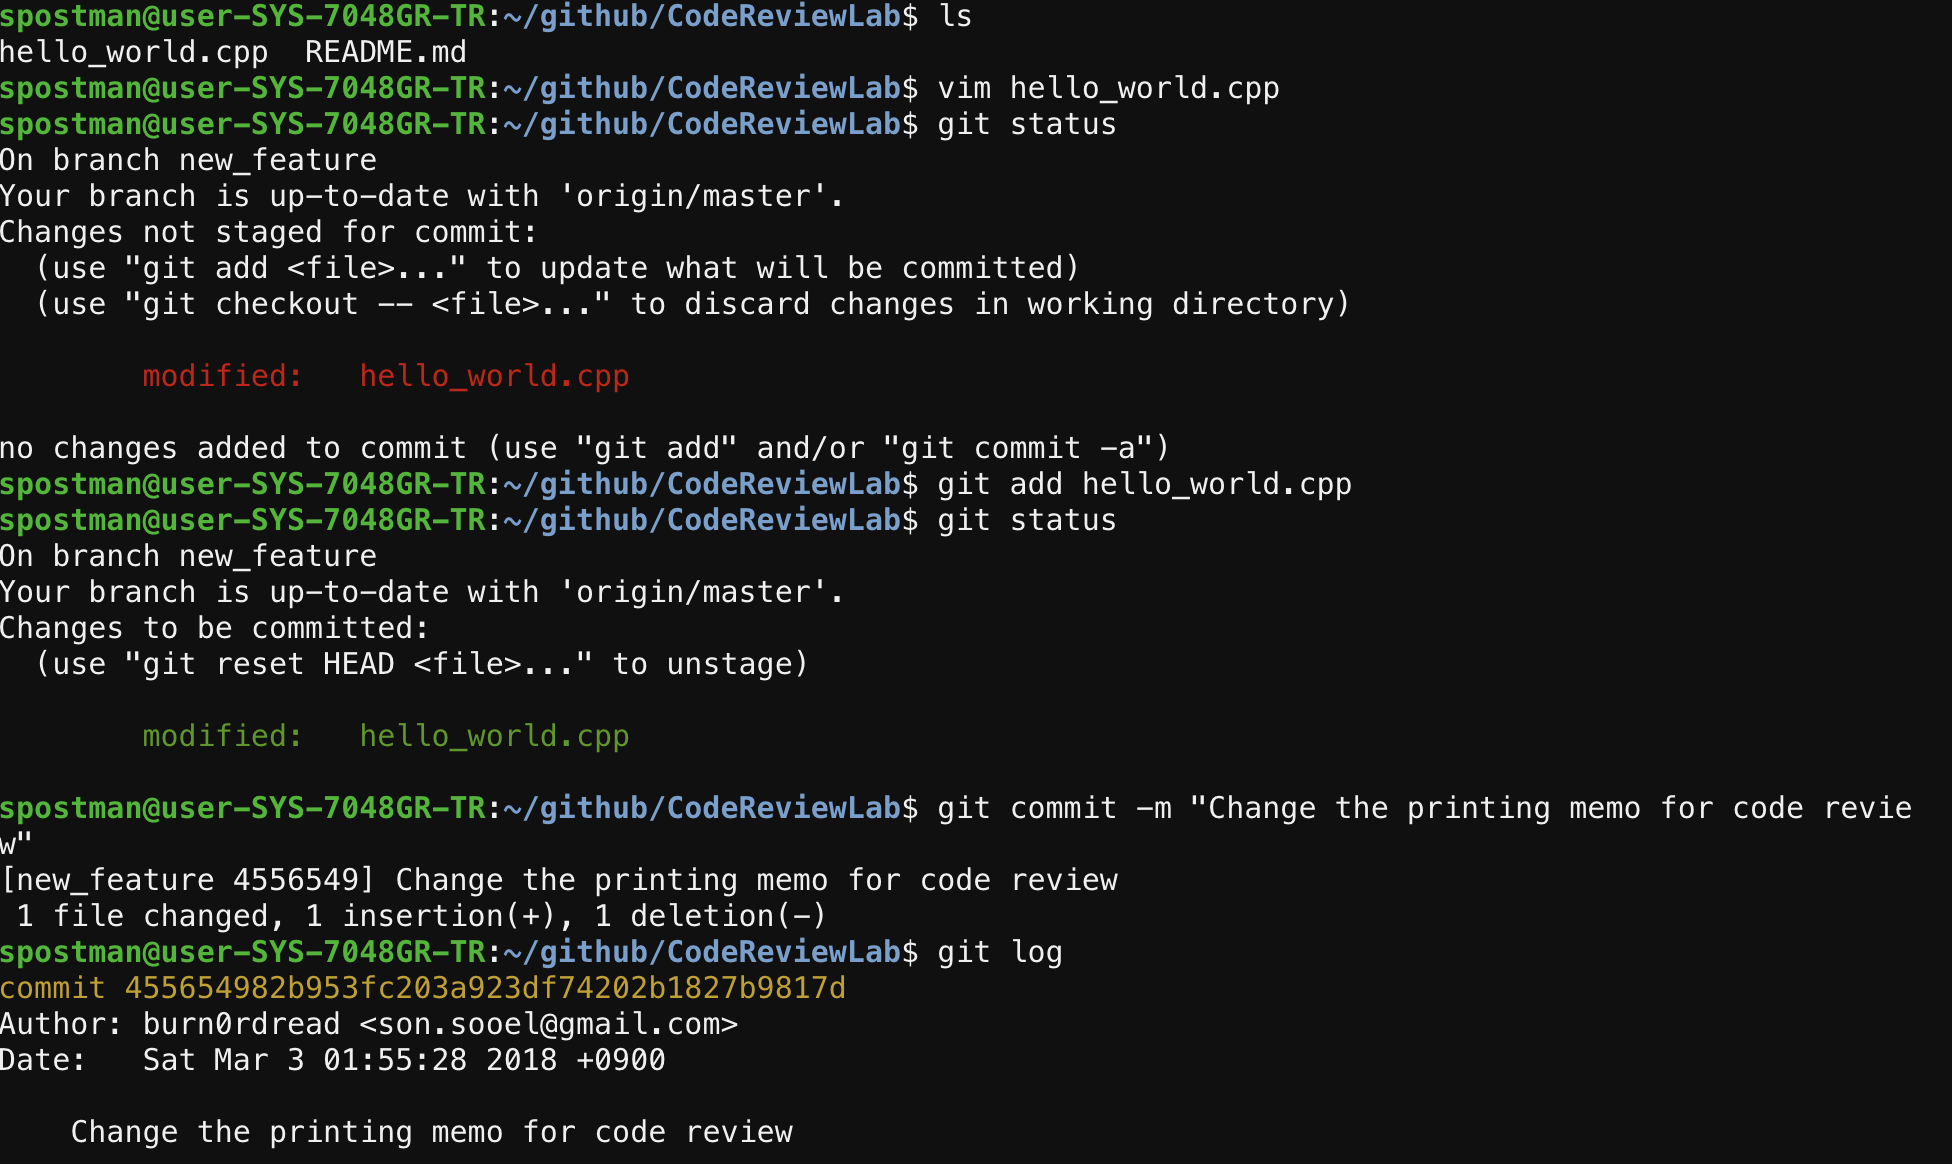 spostman@user-SYS-7048GR-TR:~/github/CodeReviewLab$ ls
hello_world.cpp  README.md
spostman@user-SYS-7048GR-TR:~/github/CodeReviewLab$ vim hello_world.cpp
spostman@user-SYS-7048GR-TR:~/github/CodeReviewLab$ git status
On branch new_feature
Your branch is up-to-date with 'origin/master'.
Changes not staged for commit:
  (use "git add <file>..." to update what will be committed)
  (use "git checkout -- <file>..." to discard changes in working directory)
        modified:   hello_world.cpp
no changes added to commit (use "git add" and/or "git commit -a")
spostman@user-SYS-7048GR-TR:~/github/CodeReviewLab$ git add hello_world.cpp
spostman@user-SYS-7048GR-TR:~/github/CodeReviewLab$ git status
On branch new_feature
Your branch is up-to-date with 'origin/master'.
Changes to be committed:
  (use "git reset HEAD <file>..." to unstage)
        modified:   hello_world.cpp
spostman@user-SYS-7048GR-TR:~/github/CodeReviewLab$ git commit -m "Change the printing memo for code revie
w"
[new_feature 4556549] Change the printing memo for code review
 1 file changed, 1 insertion(+), 1 deletion(-)
spostman@user-SYS-7048GR-TR:~/github/CodeReviewLab$ git log
commit 455654982b953fc203a923df74202b1827b9817d
Author: burn0rdread <son.sooel@gmail.com>
Date:   Sat Mar 3 01:55:28 2018 +0900
    Change the printing memo for code review